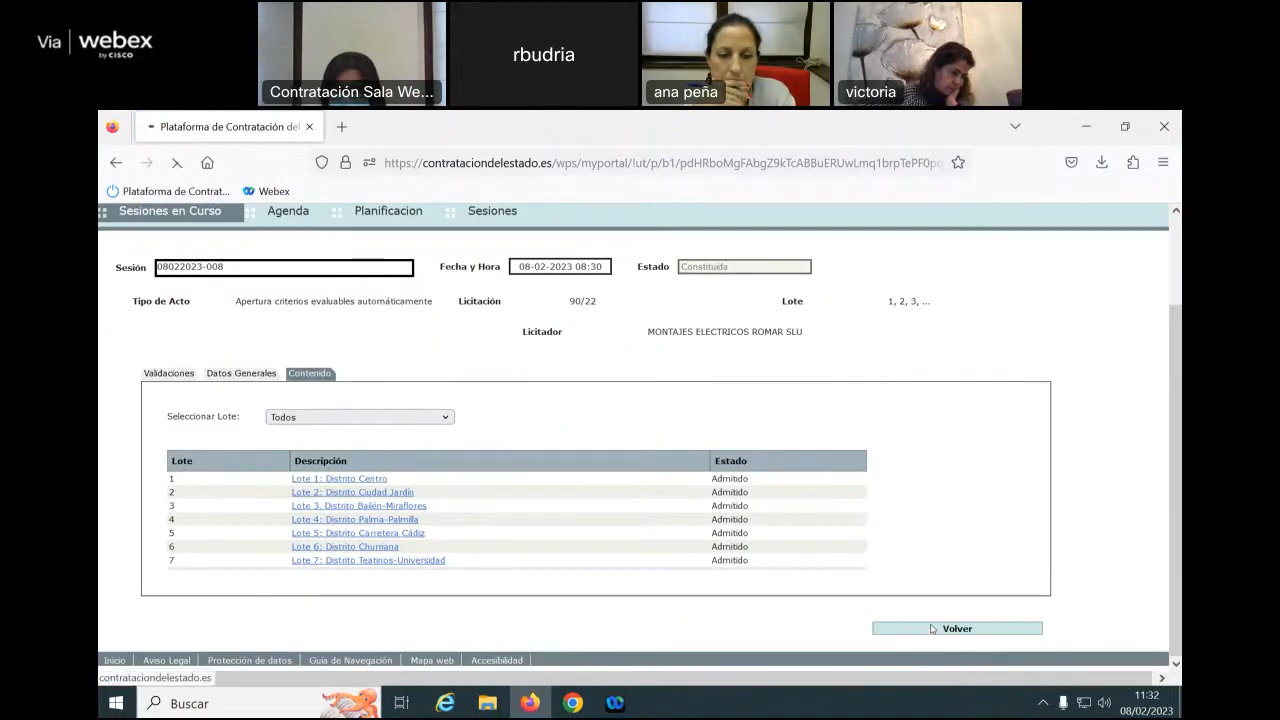 Via webex
by CISCO
Contratación Sala We...
rbudria
ana peña
victoria
Plataforma de Contratación del
https://contrataciondelestado.es/wps/myportal/!ut/p/b1/
Plataforma de Contrat...
Webex
Sesiones en Curso
Agenda
Planificacion
Sesiones
Sesión
08022023-008
Fecha y Hora
08-02-2023 08:30
Estado
Constituida
Tipo de Acto
Apertura criterios evaluables automáticamente
Licitación
90/22
Lote
1, 2, 3, ...
Licitador
MONTAJES ELECTRICOS ROMAR SLU
Validaciones
Datos Generales
Contenido
Seleccionar Lote:
Todos
Lote
Descripción
Estado
1
Lote 1: Distrito Centro
Admitido
2
Lote 2: Distrito Ciudad Jardín
Admitido
3
Lote 3. Distrito Bailén-Miraflores
Admitido
4
Lote 4: Distrito Palma-Palmilla
Admitido
5
Lote 5: Distrito Carretera Cádiz
Admitido
6
Lote 6: Distrito Churriana
Admitido
7
Lote 7: Distrito Teatinos-Universidad
Admitido
Volver
Inicio
Aviso Legal
Protección de datos
Guía de Navegación
Mapa web
Accesibilidad
contrataciondelestado.es
Buscar
11:32
08/02/2023